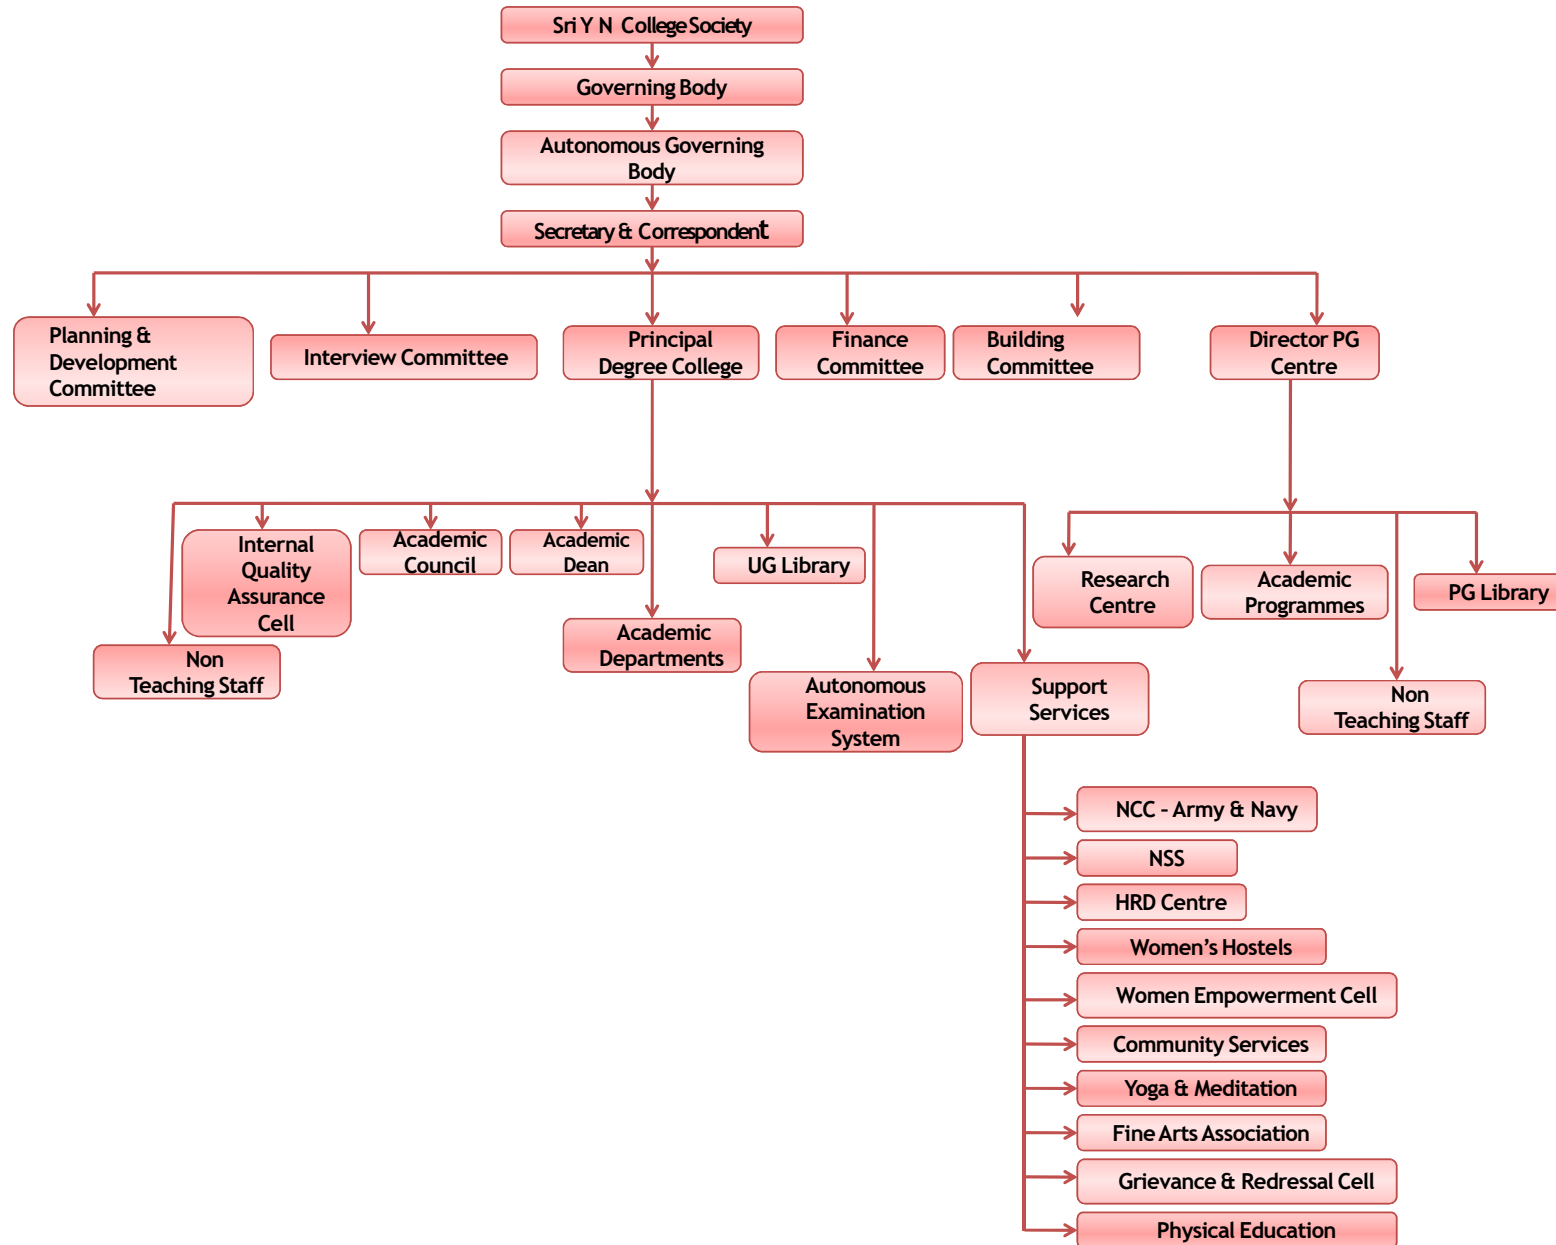 Sri Y N College Society
Governing Body
Autonomous Governing
Body
Secretary & Correspondent
Planning &
Development
Committee
Interview Committee
Principal
Degree College
Finance
Committee
Building
Committee
Director PG
Centre
Internal
Quality
Assurance
Cell
Academic
Council
Academic
Dean
UG Library
Research
Centre
Academic
Programmes
PG Library
Non
Teaching Staff
Academic
Departments
Autonomous
Examination
System
Support
Services
Non
Teaching Staff
NCC - Army & Navy
NSS
HRD Centre
Women’s Hostels
Women Empowerment Cell
Community Services
Yoga & Meditation
Fine Arts Association
Grievance & Redressal Cell
Physical Education